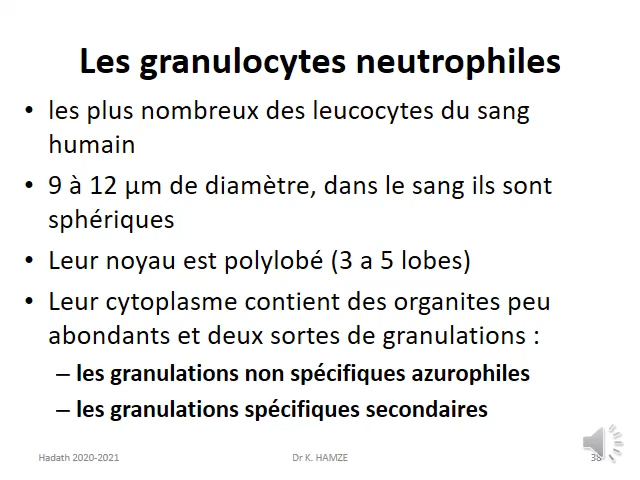 Les granulocytes neutrophiles
• les plus nombreux des leucocytes du sang
humain
• 9 à 12 µm de diamètre, dans le sang ils sont
sphériques
• Leur noyau est polylobé (3 a 5 lobes)
• Leur cytoplasme contient des organites peu
abondants et deux sortes de granulations :
– les granulations non spécifiques azurophiles
– les granulations spécifiques secondaires
Hadath 2020-2021
Dr K. HAMZE
38